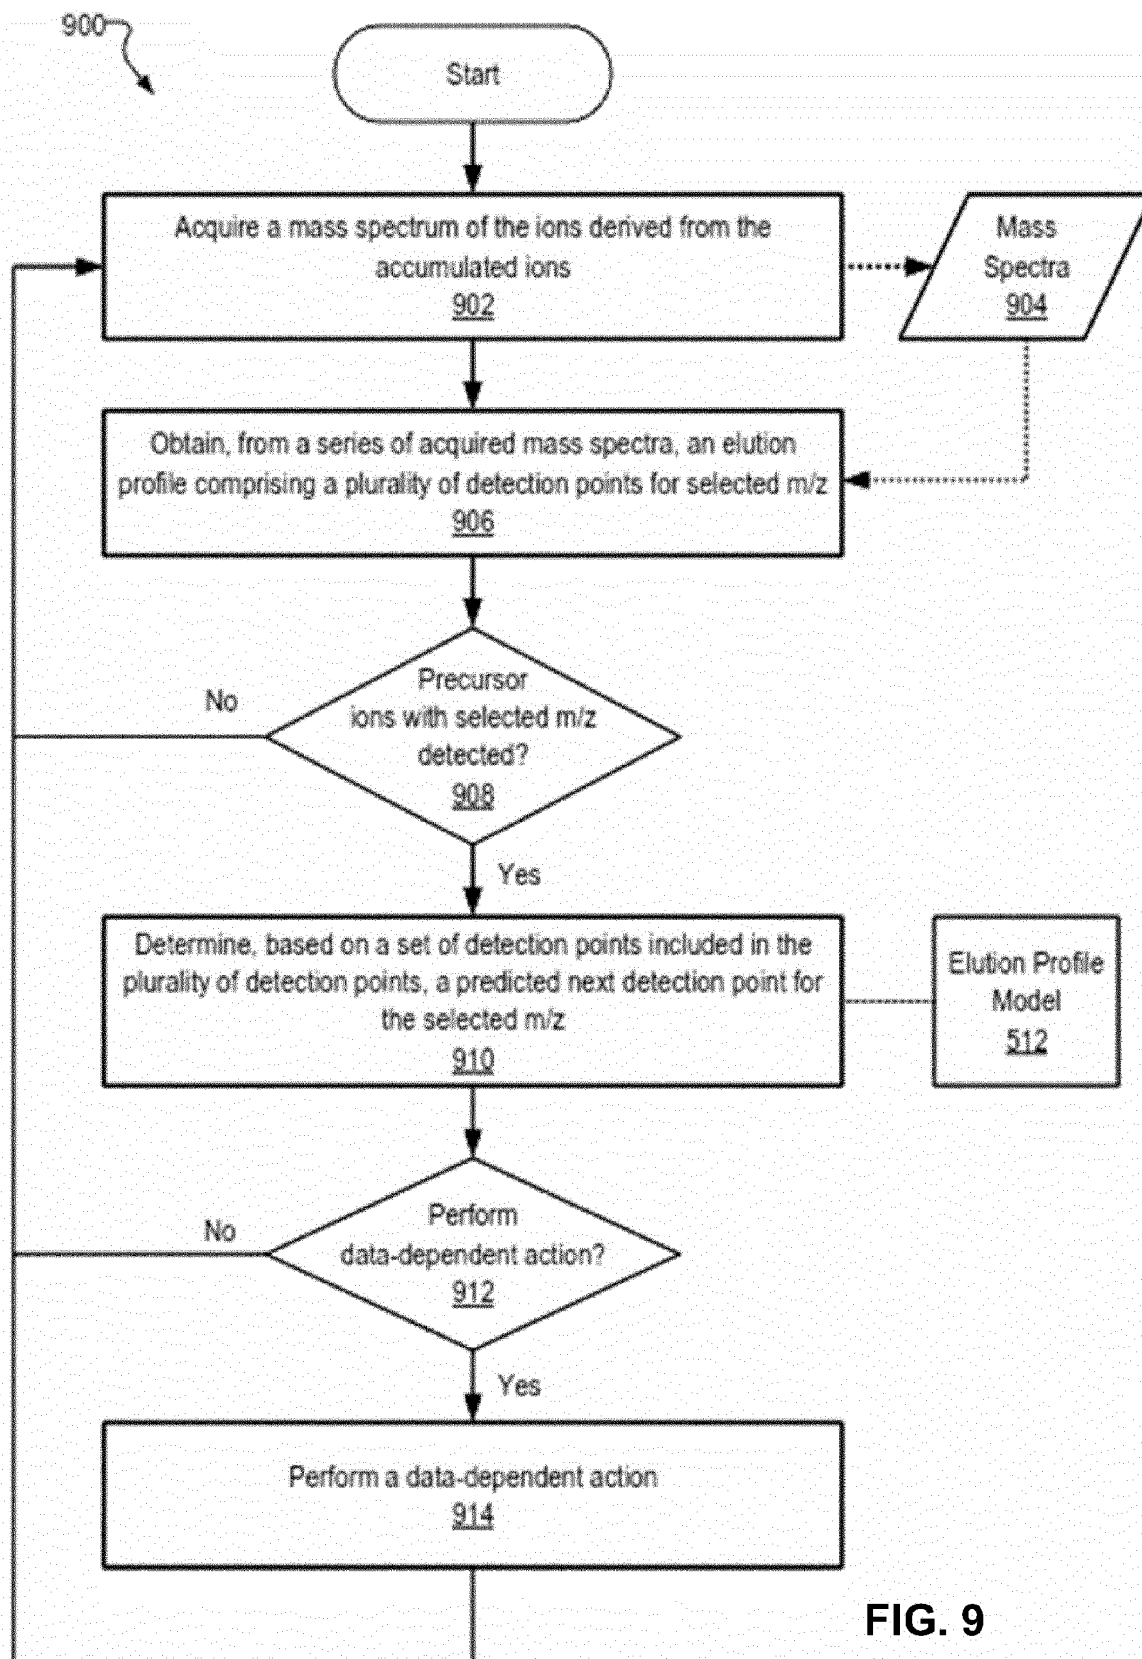 900
Start
Acquire a mass spectrum of the ions derived from the
accumulated ions
902
Mass
Spectra
904
Obtain, from a series of acquired mass spectra, an elution
profile comprising a plurality of detection points for selected m/z
906
No
Precursor
ions with selected m/z
detected?
908
Yes
Determine, based on a set of detection points included in the
plurality of detection points, a predicted next detection point for
the selected m/z
910
Elution Profile
Model
512
No
Perform
data-dependent action?
912
Yes
Perform a data-dependent action
914
FIG. 9